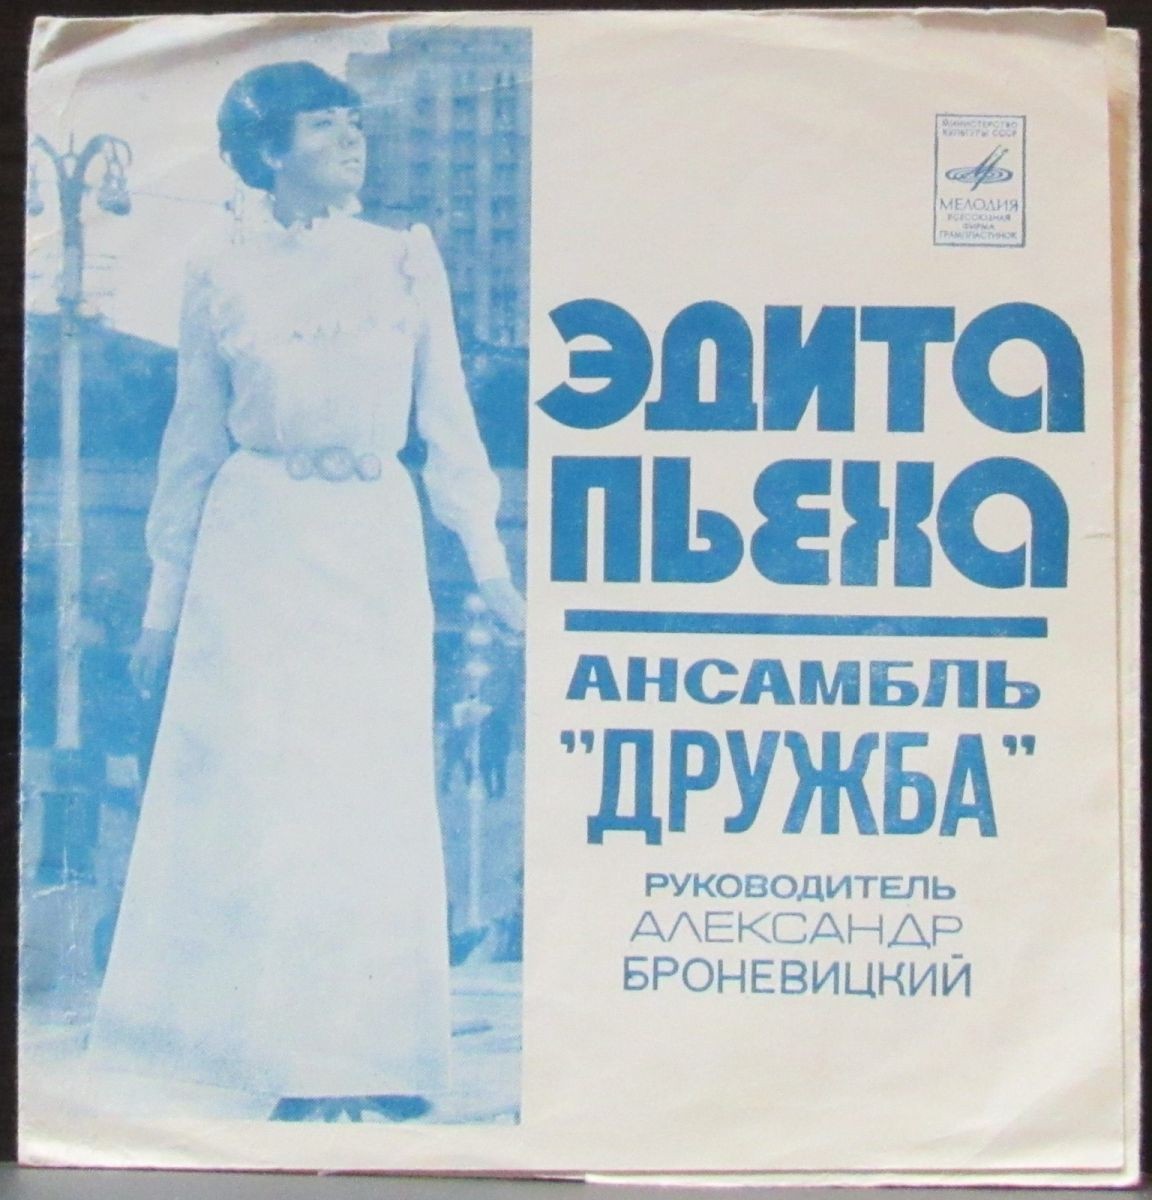 МИНИСТЕРСТВО
КУЛЬТУРЫ СССР
МЕЛОДИЯ
ВСЕСОЮЗНАЯ
ФИРМА
ГРАМПЛАСТИНОК
ЭДИТА
ПЬЕХА
АНСАМБЛЬ
"ДРУЖБА"
РУКОВОДИТЕЛЬ
АЛЕКСАНДР
БРОНЕВИЦКИЙ